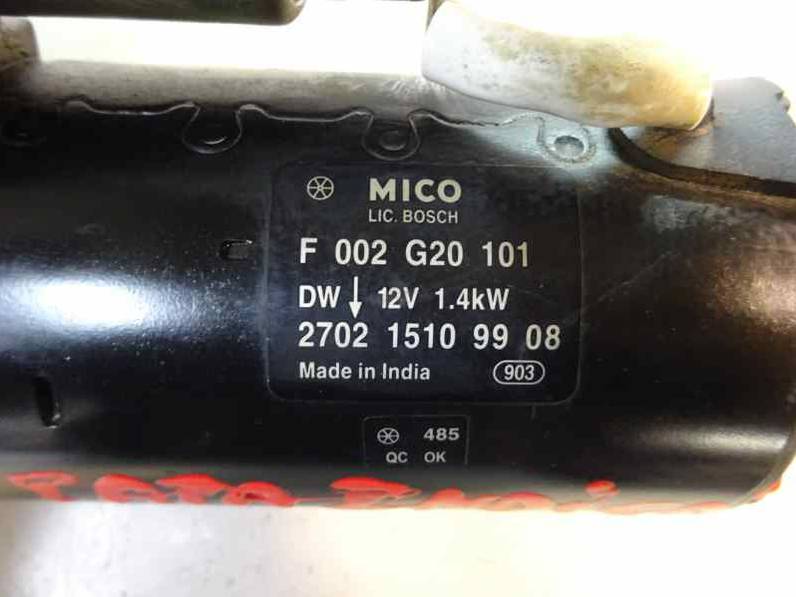 MICO
LIC. BOSCH
F 002 G20 101
DW ↓ 12V 1.4kW
2702 1510 99 08
Made in India 903
485
QC OK